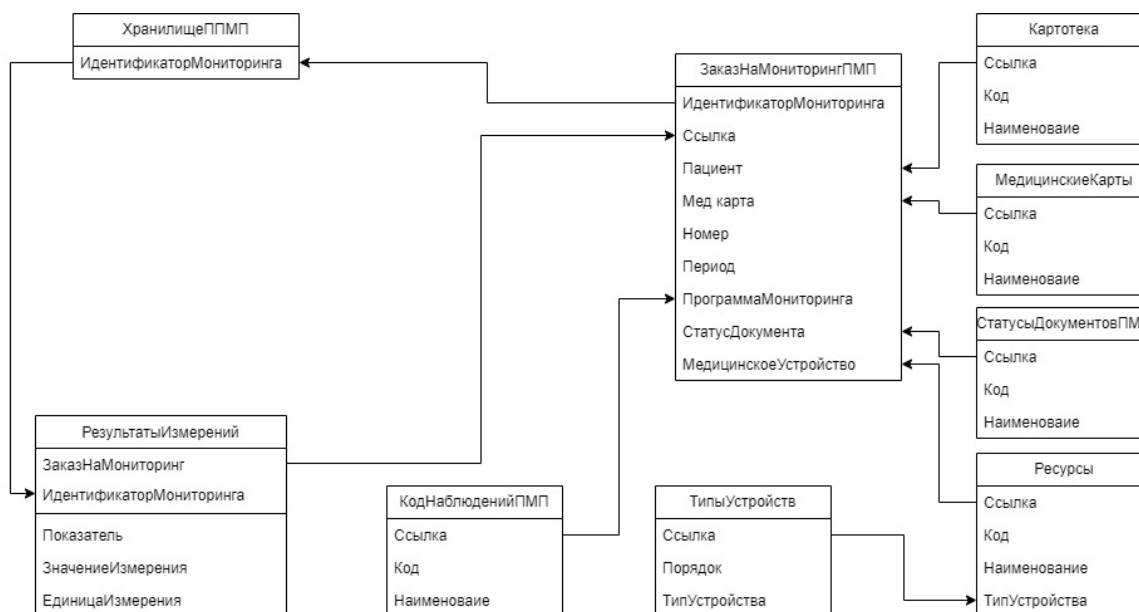 ХранилищеППМП
ИдентификаторМониторинга
ЗаказНаМониторингПМП
ИдентификаторМониторинга
Ссылка
Пациент
Мед карта
Номер
Период
ПрограммаМониторинга
СтатусДокумента
МедицинскоеУстройство
Картотека
Ссылка
Код
Наименоваие
МедицинскиеКарты
Ссылка
Код
Наименоваие
СтатусыДокументовПМ
Ссылка
Код
Наименоваие
РезультатыИзмерений
ЗаказНаМониторинг
ИдентификаторМониторинга
Показатель
ЗначениеИзмерения
ЕдиницаИзмерения
КодНаблюденийПМП
Ссылка
Код
Наименоваие
ТипыУстройств
Ссылка
Порядок
ТипУстройства
Ресурсы
Ссылка
Код
Наименование
ТипУстройства